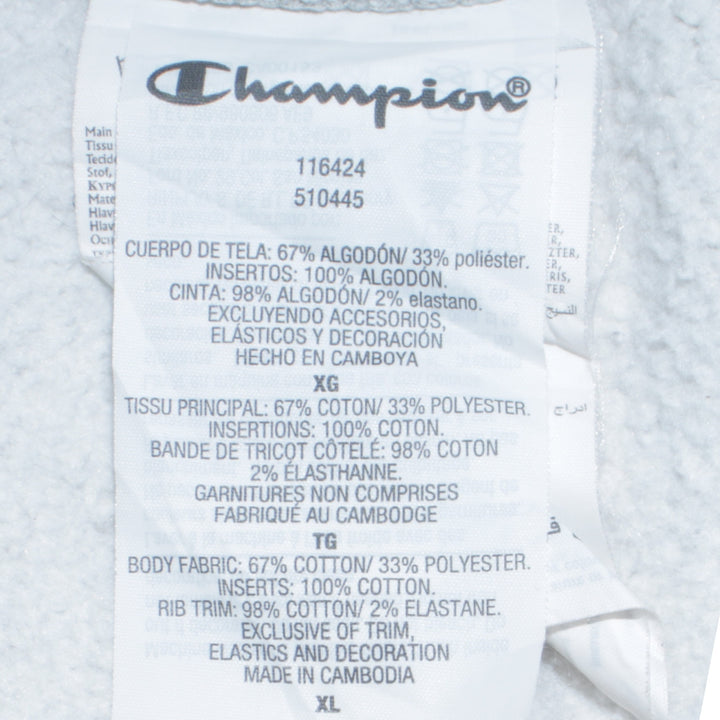 Champion®
116424
510445
CUERPO DE TELA: 67% ALGODÓN/ 33% poliéster.
INSERTOS: 100% ALGODÓN.
CINTA: 98% ALGODÓN/ 2% elastano.
EXCLUYENDO ACCESORIOS,
ELÁSTICOS Y DECORACIÓN
HECHO EN CAMBOYA
XG
TISSU PRINCIPAL: 67% COTON/ 33% POLYESTER.
INSERTIONS: 100% COTON.
BANDE DE TRICOT CÔTELÉ: 98% COTON
2% ÉLASTHANNE.
GARNITURES NON COMPRISES
FABRIQUÉ AU CAMBODGE
TG
BODY FABRIC: 67% COTTON/ 33% POLYESTER.
INSERTS: 100% COTTON.
RIB TRIM: 98% COTTON/ 2% ELASTANE.
EXCLUSIVE OF TRIM,
ELASTICS AND DECORATION
MADE IN CAMBODIA
XL
Main
Tissu
Stof,